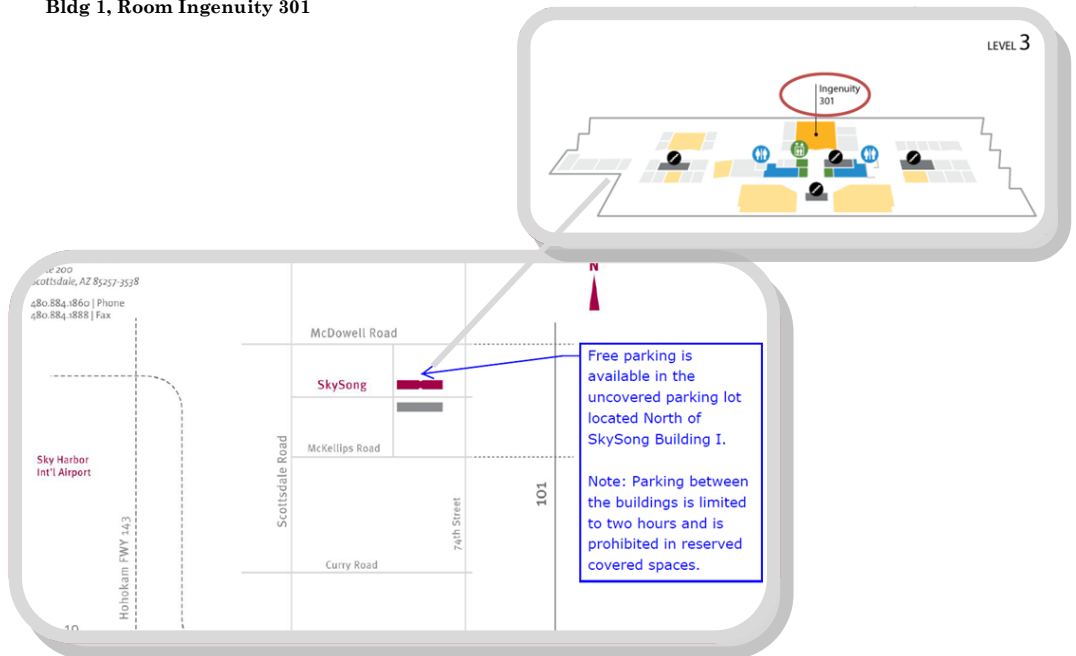 Bldg 1, Room Ingenuity 301
LEVEL 3
Ingenuity
301
200
Scottsdale, AZ 85257-3538
480.884.1860 | Phone
480.884.1888 | Fax
N
McDowell Road
SkySong
McKellips Road
Sky Harbor
Int'l Airport
Scottsdale Road
Hohokam FWY 143
74th Street
101
Curry Road
10
Free parking is
available in the
uncovered parking lot
located North of
SkySong Building I.
Note: Parking between
the buildings is limited
to two hours and is
prohibited in reserved
covered spaces.